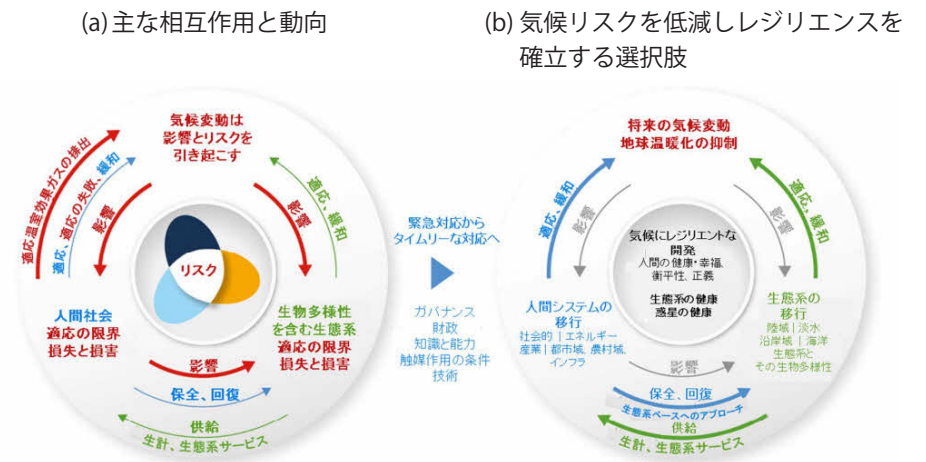 (a) 主な相互作用と動向
(b) 気候リスクを低減しレジリエンスを
確立する選択肢
気候変動は
影響とリスクを
引き起こす
適応温室効果ガスの排出
適応、適応の失敗、緩和
影響
影響
適応、緩和
リスク
人間社会
適応の限界
損失と損害
生物多様性
を含む生態系
適応の限界
損失と損害
影響
保全、回復
供給
生計、生態系サービス
緊急対応から
タイムリーな対応へ
ガバナンス
財政
知識と能力
触媒作用の条件
技術
将来の気候変動
地球温暖化の抑制
適応、緩和
影響
影響
適応、緩和
気候にレジリエントな
開発
人間の健康・幸福、
衡平性、正義
生態系の健康
惑星の健康
人間システムの
移行
社会的 | エネルギー
産業 | 都市域、農村域、
インフラ
生態系の
移行
陸域 | 淡水
沿岸域 | 海洋
生態系と
その生物多様性
影響
保全、回復
生態系ベースへのアプローチ
供給
生計、生態系サービス